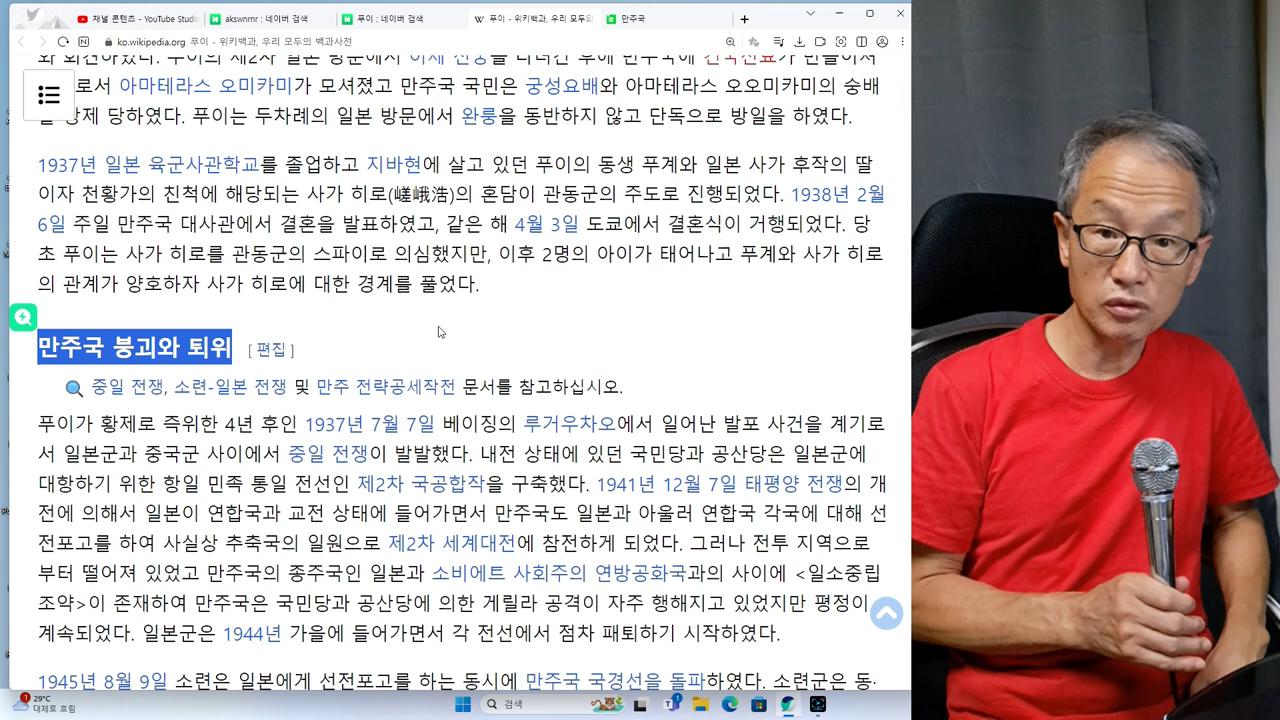 채널 콘텐츠 - YouTube Studio
akswnrnr : 네이버 검색
푸이 : 네이버 검색
푸이 - 위키백과, 우리 모두의
만주국
ko.wikipedia.org 푸이 - 위키백과, 우리 모두의 백과사전
로서 아마테라스 오미카미가 모셔졌고 만주국 국민은 궁성요배와 아마테라스 오오미카미의 숭배
강제 당하였다. 푸이는 두차례의 일본 방문에서 완룽을 동반하지 않고 단독으로 방일을 하였다.
1937년 일본 육군사관학교를 졸업하고 지바현에 살고 있던 푸이의 동생 푸계와 일본 사가 후작의 딸
이자 천황가의 친척에 해당되는 사가 히로(嵯峨浩)의 혼담이 관동군의 주도로 진행되었다. 1938년 2월
6일 주일 만주국 대사관에서 결혼을 발표하였고, 같은 해 4월 3일 도쿄에서 결혼식이 거행되었다. 당
초 푸이는 사가 히로를 관동군의 스파이로 의심했지만, 이후 2명의 아이가 태어나고 푸계와 사가 히로
의 관계가 양호하자 사가 히로에 대한 경계를 풀었다.
만주국 붕괴와 퇴위 [ 편집 ]
중일 전쟁, 소련-일본 전쟁 및 만주 전략공세작전 문서를 참고하십시오.
푸이가 황제로 즉위한 4년 후인 1937년 7월 7일 베이징의 루거우차오에서 일어난 발포 사건을 계기로
서 일본군과 중국군 사이에서 중일 전쟁이 발발했다. 내전 상태에 있던 국민당과 공산당은 일본군에
대항하기 위한 항일 민족 통일 전선인 제2차 국공합작을 구축했다. 1941년 12월 7일 태평양 전쟁의 개
전에 의해서 일본이 연합국과 교전 상태에 들어가면서 만주국도 일본과 아울러 연합국 각국에 대해 선
전포고를 하여 사실상 추축국의 일원으로 제2차 세계대전에 참전하게 되었다. 그러나 전투 지역으로
부터 떨어져 있었고 만주국의 종주국인 일본과 소비에트 사회주의 연방공화국과의 사이에 <일소중립
조약>이 존재하여 만주국은 국민당과 공산당에 의한 게릴라 공격이 자주 행해지고 있었지만 평정이
계속되었다. 일본군은 1944년 가을에 들어가면서 각 전선에서 점차 패퇴하기 시작하였다.
1945년 8월 9일 소련은 일본에게 선전포고를 하는 동시에 만주국 국경선을 돌파하였다. 소련군은 동·
29°C
대체로 흐림
검색